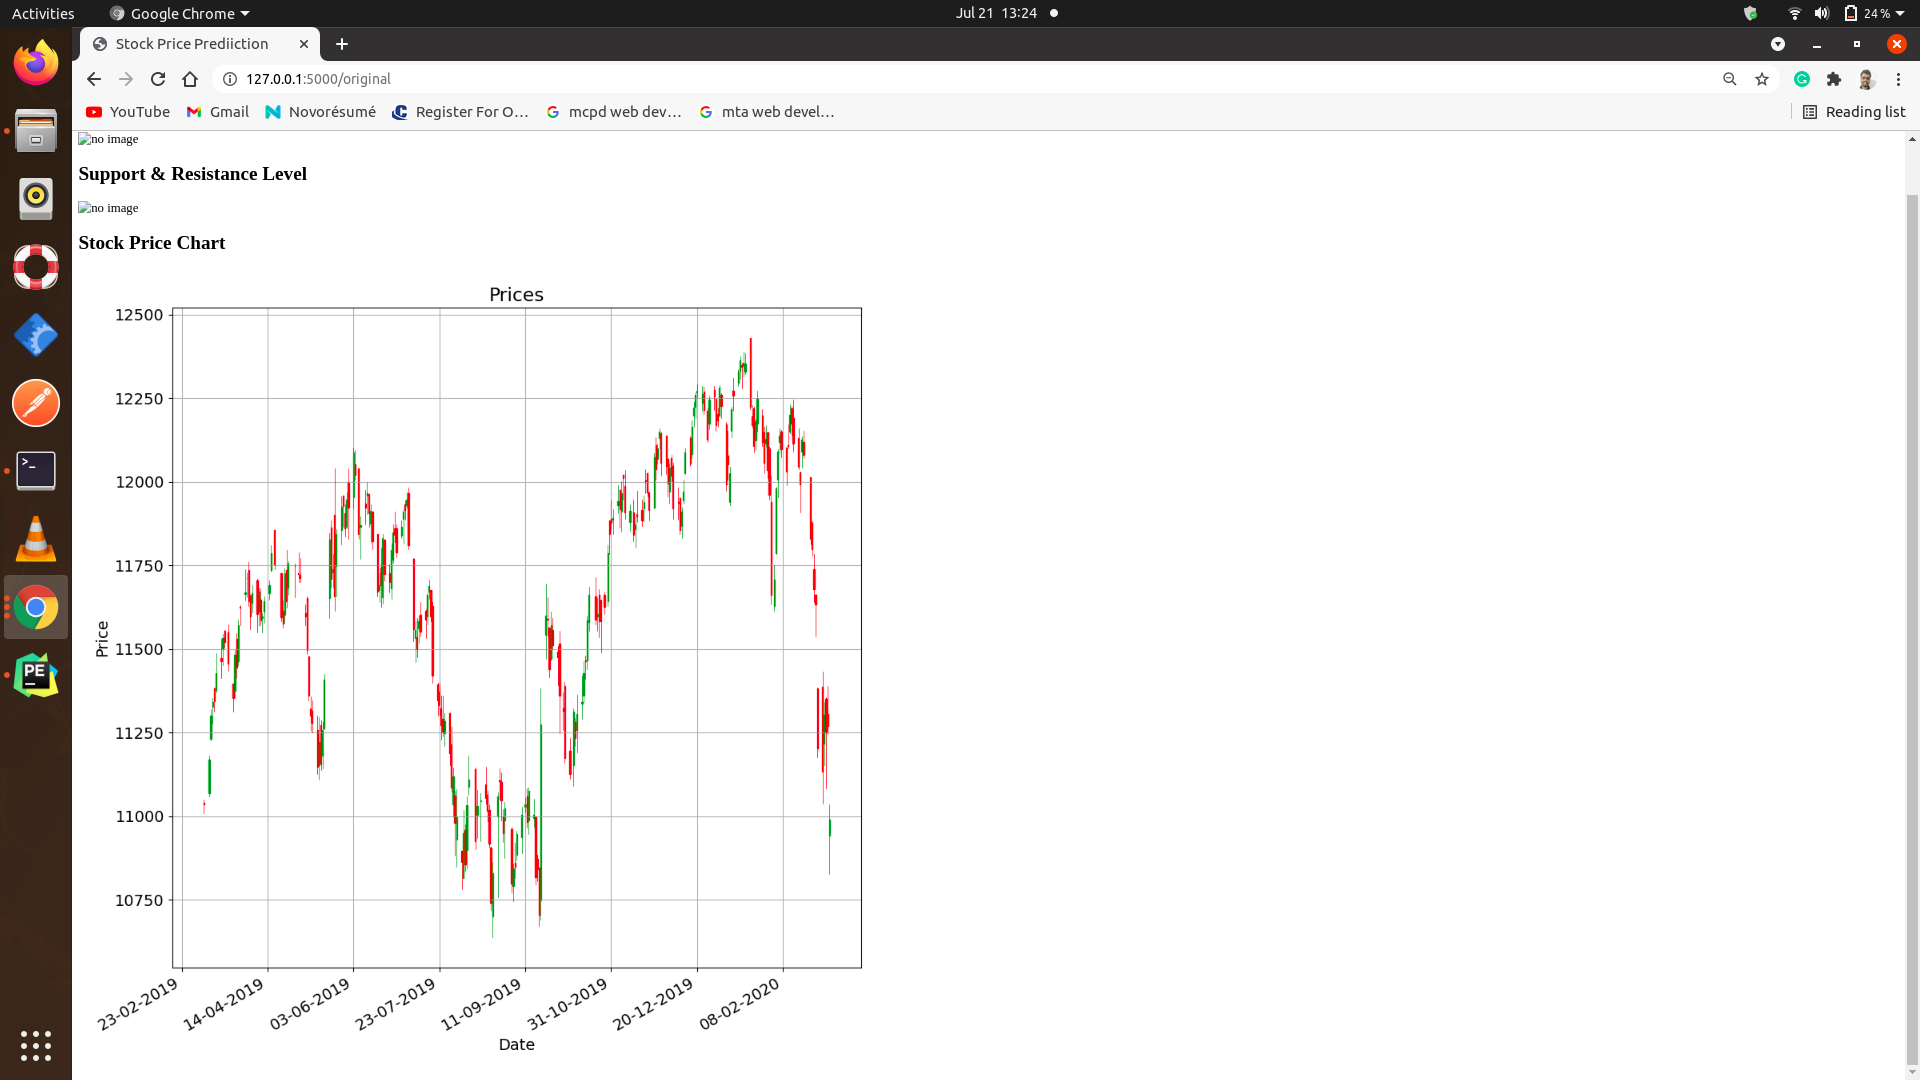 Activities
Google Chrome
Jul 21 13:24
24 %
Stock Price Prediiction
127.0.0.1:5000/original
YouTube
Gmail
Novorésumé
Register For O…
mcpd web dev…
mta web devel…
Reading list
no image
Support & Resistance Level
no image
Stock Price Chart
Prices
12500
12250
12000
11750
11500
11250
11000
10750
Price
23-02-2019
14-04-2019
03-06-2019
23-07-2019
11-09-2019
31-10-2019
20-12-2019
08-02-2020
Date
>_
PE